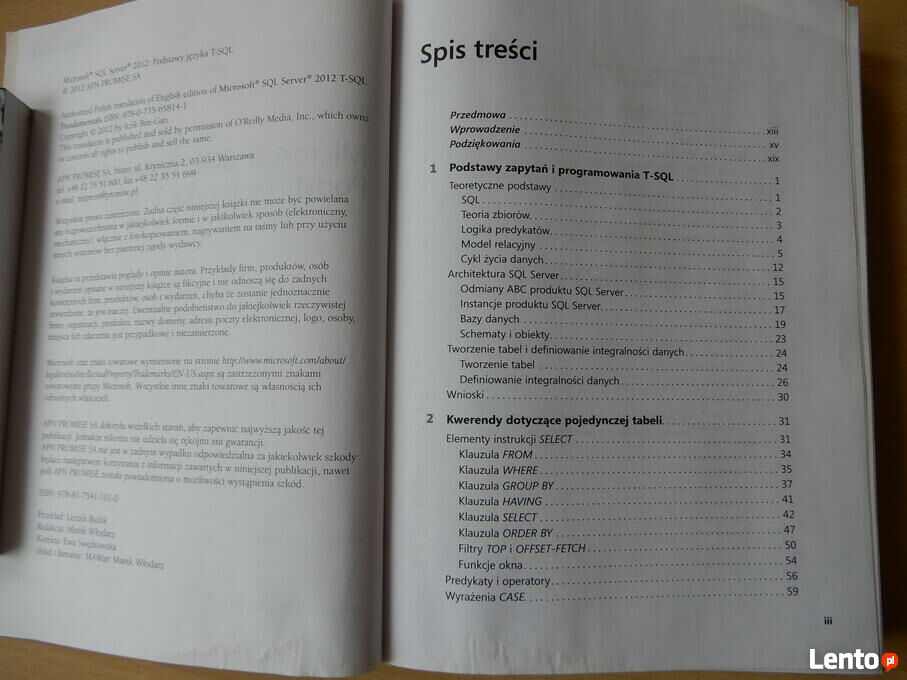 Microsoft® SQL Server® 2012: Podstawy języka T-SQL
© 2012 APN PROMISE SA
Authorized Polish translation of English edition of Microsoft® SQL Server® 2012 T-SQL
Fundamentals ISBN: 978-0-735-65814-1
Copyright © 2012 by Itzik Ben-Gan
This translation is published and sold by permission of O'Reilly Media, Inc., which owns
or controls all rights to publish and sell the same.
APN PROMISE SA, biuro: ul. Kryniczna 2, 03-934 Warszawa
tel. +48 22 35 51 600, fax +48 22 35 51 699
e-mail: mspress@promise.pl
Wszystkie prawa zastrzeżone. Żadna część niniejszej książki nie może być powielana
ani rozpowszechniana w jakiejkolwiek formie i w jakikolwiek sposób (elektroniczny,
mechaniczny), włącznie z fotokopiowaniem, nagrywaniem na taśmy lub przy użyciu
innych systemów bez pisemnej zgody wydawcy.
Książka ta przedstawia poglądy i opinie autora. Przykłady firm, produktów, osób
i wydarzeń opisane w niniejszej książce są fikcyjne i nie odnoszą się do żadnych
konkretnych firm, produktów, osób i wydarzeń, chyba że zostanie jednoznacznie
stwierdzone, że jest inaczej. Ewentualne podobieństwo do jakiejkolwiek rzeczywistej
firmy, organizacji, produktu, nazwy domeny, adresu poczty elektronicznej, logo, osoby,
miejsca lub zdarzenia jest przypadkowe i niezamierzone.
Microsoft oraz znaki towarowe wymienione na stronie http://www.microsoft.com/about/
legal/en/us/IntellectualProperty/Trademarks/EN-US.aspx są zastrzeżonymi znakami
towarowymi grupy Microsoft. Wszystkie inne znaki towarowe są własnością ich
odnośnych właścicieli.
APN PROMISE SA dołożyła wszelkich starań, aby zapewnić najwyższą jakość tej
publikacji. Jednakże nikomu nie udziela się rękojmi ani gwarancji.
APN PROMISE SA nie jest w żadnym wypadku odpowiedzialna za jakiekolwiek szkody
będące następstwem korzystania z informacji zawartych w niniejszej publikacji, nawet
jeśli APN PROMISE została powiadomiona o możliwości wystąpienia szkód.
ISBN: 978-83-7541-101-0
Przekład: Leszek Biolik
Redakcja: Marek Włodarz
Korekta: Ewa Swędrowska
Skład i łamanie: MAWart Marek Włodarz
Spis treści
Przedmowa ... xiii
Wprowadzenie ... xv
Podziękowania ... xix
1 Podstawy zapytań i programowania T-SQL ... 1
Teoretyczne podstawy ... 1
SQL ... 2
Teoria zbiorów ... 3
Logika predykatów ... 4
Model relacyjny ... 5
Cykl życia danych ... 12
Architektura SQL Server ... 15
Odmiany ABC produktu SQL Server ... 15
Instancje produktu SQL Server ... 17
Bazy danych ... 19
Schematy i obiekty ... 23
Tworzenie tabel i definiowanie integralności danych ... 24
Tworzenie tabel ... 24
Definiowanie integralności danych ... 26
Wnioski ... 30
2 Kwerendy dotyczące pojedynczej tabeli ... 31
Elementy instrukcji SELECT ... 31
Klauzula FROM ... 34
Klauzula WHERE ... 35
Klauzula GROUP BY ... 37
Klauzula HAVING ... 41
Klauzula SELECT ... 42
Klauzula ORDER BY ... 47
Filtry TOP i OFFSET-FETCH ... 50
Funkcje okna ... 54
Predykaty i operatory ... 56
Wyrażenia CASE ... 59
iii
Lento pl